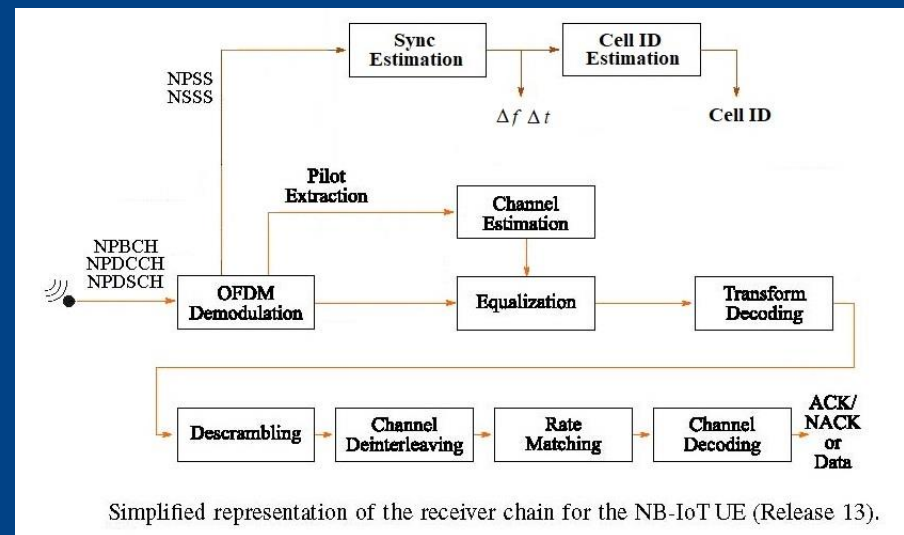 Sync
Estimation
Cell ID
Estimation
NPSS
NSSS
Δf Δt
Cell ID
Pilot
Extraction
Channel
Estimation
NPBCH
NPDCCH
NPDSCH
OFDM
Demodulation
Equalization
Transform
Decoding
Descrambling
Channel
Deinterleaving
Rate
Matching
Channel
Decoding
ACK/
NACK
or
Data
Simplified representation of the receiver chain for the NB-IoT UE (Release 13).